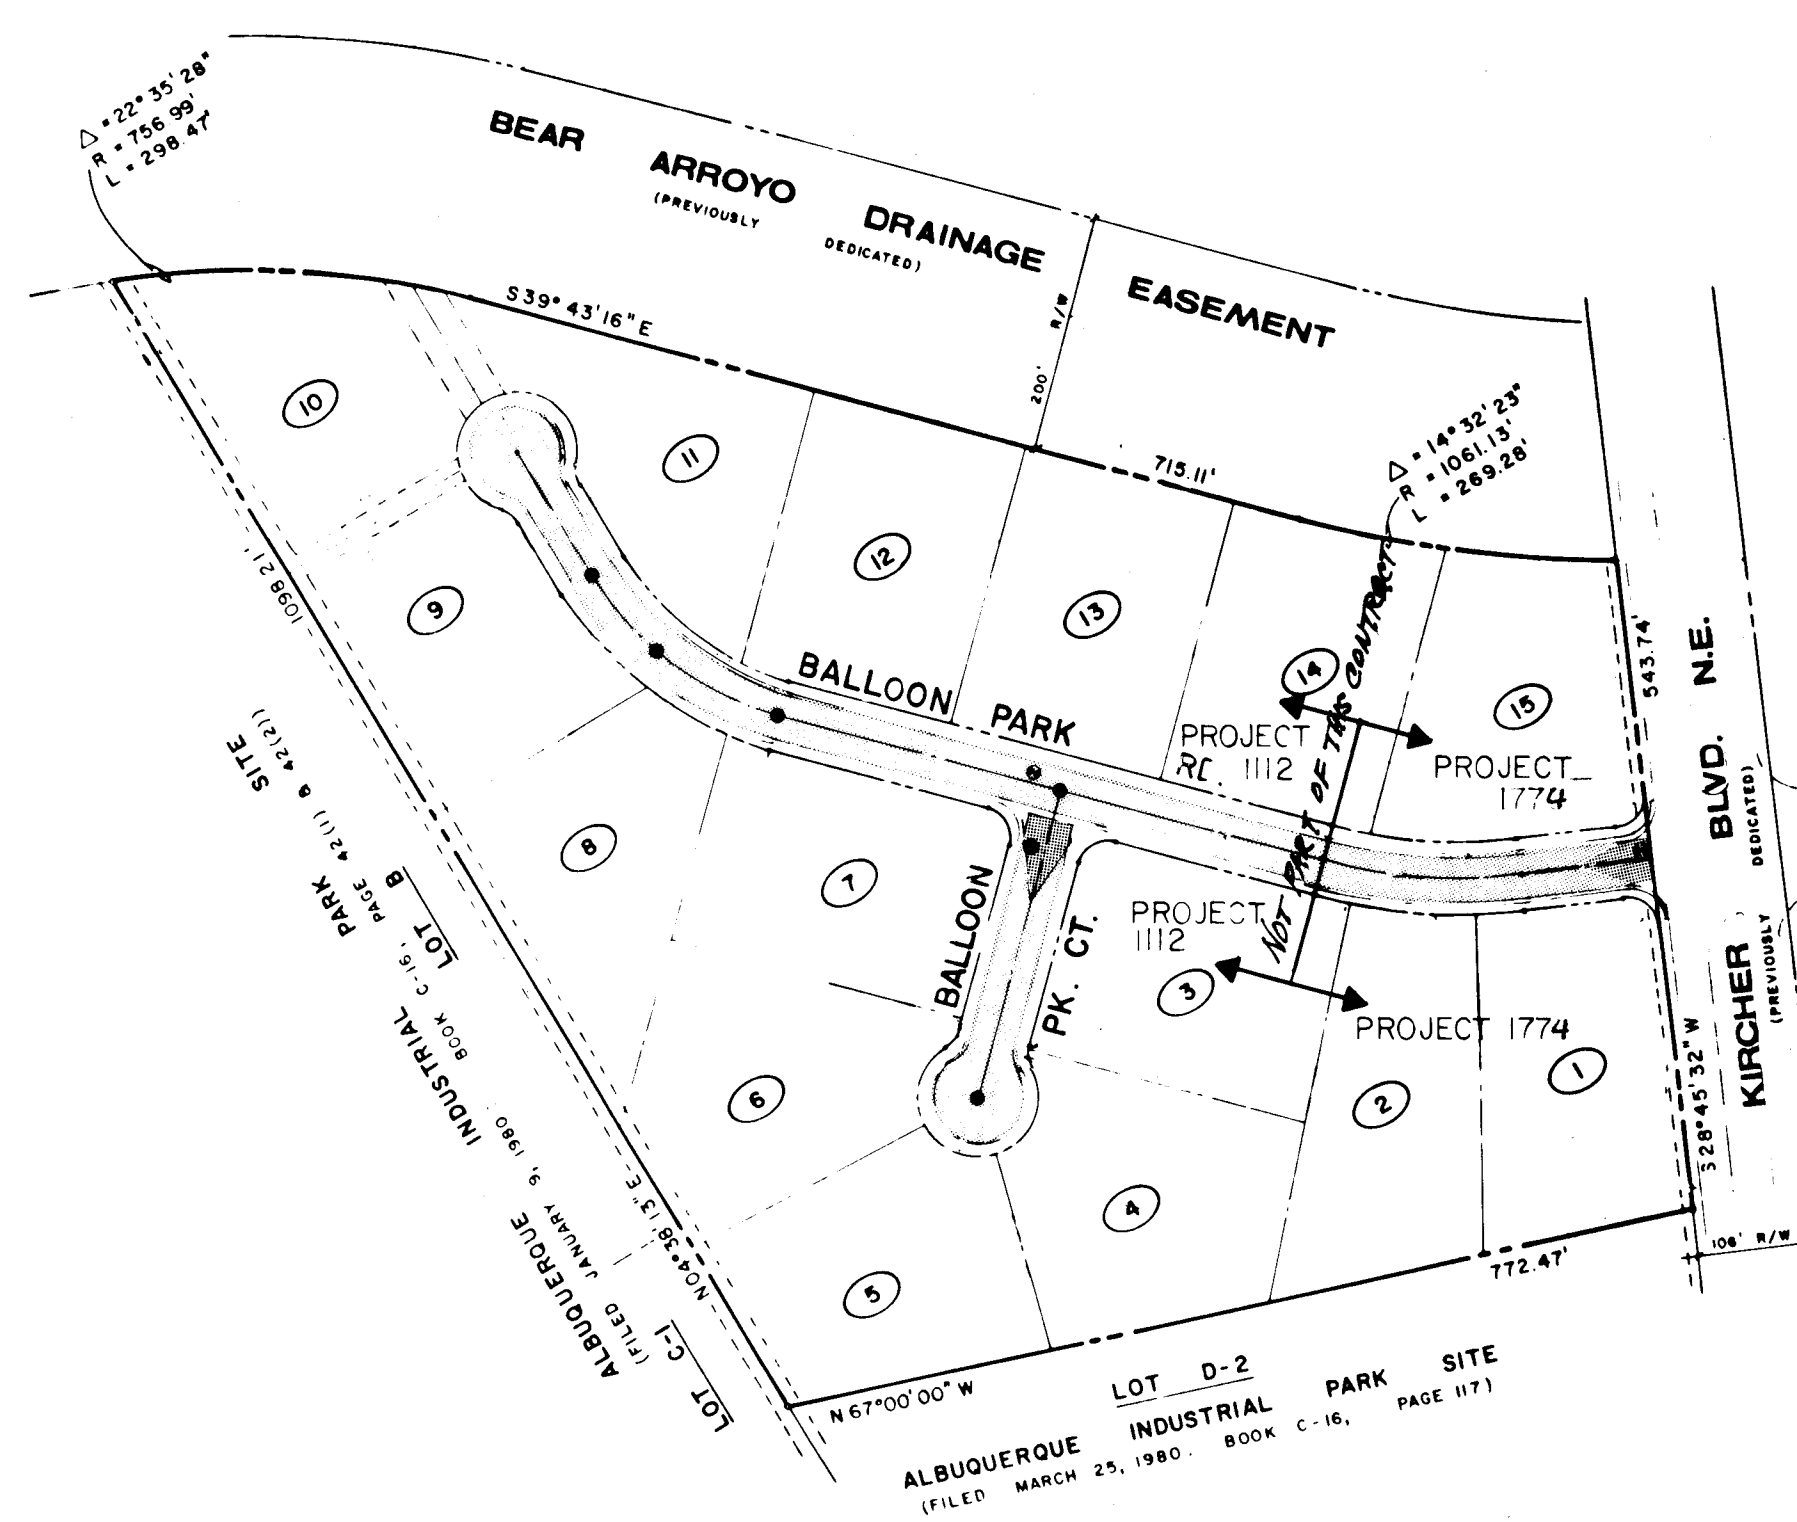 Δ = 22° 35' 28"
R = 756.99'
L = 298.47'
BEAR ARROYO DRAINAGE EASEMENT
(PREVIOUSLY DEDICATED)
S 39° 43' 16" E
200' R/W
715.11'
Δ = 14° 32' 23"
R = 1061.13'
L = 269.28'
10
11
12
13
14
15
9
8
7
6
5
4
3
2
1
1098.21'
N04° 38' 13" E
BALLOON PARK RD.
BALLOON PK. CT.
NOT PART OF THIS CONTRACT
PROJECT
1112
PROJECT
1774
PROJECT
1112
PROJECT 1774
543.74'
S 28° 45' 32" W
KIRCHER BLVD. N.E.
(PREVIOUSLY DEDICATED)
106' R/W
772.47'
N 67° 00' 00" W
LOT B
ALBUQUERQUE INDUSTRIAL PARK SITE
(FILED JANUARY 9, 1980 BOOK C-16, PAGE 42(1) & 42(2))
LOT C-1
LOT D-2
ALBUQUERQUE INDUSTRIAL PARK SITE
(FILED MARCH 25, 1980. BOOK C-16, PAGE 117)